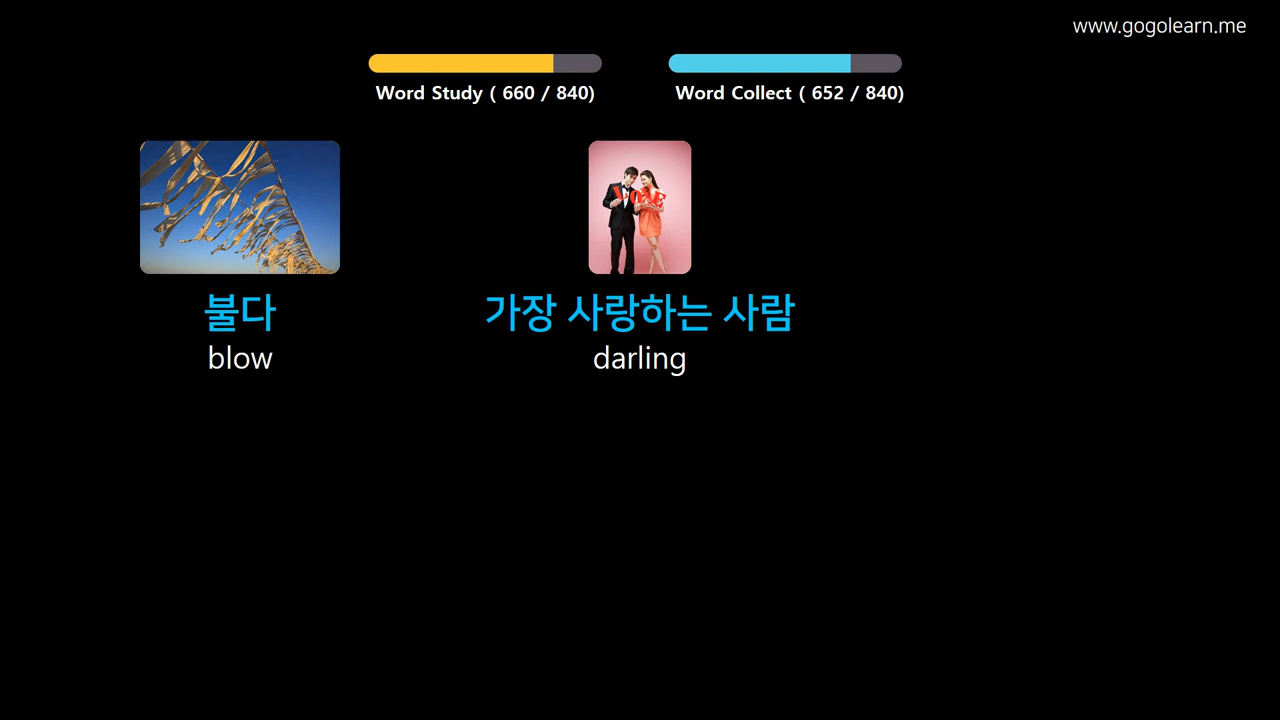 www.gogolearn.me
Word Study ( 660 / 840)
Word Collect ( 652 / 840)
LOVE
불다
가장 사랑하는 사람
blow
darling